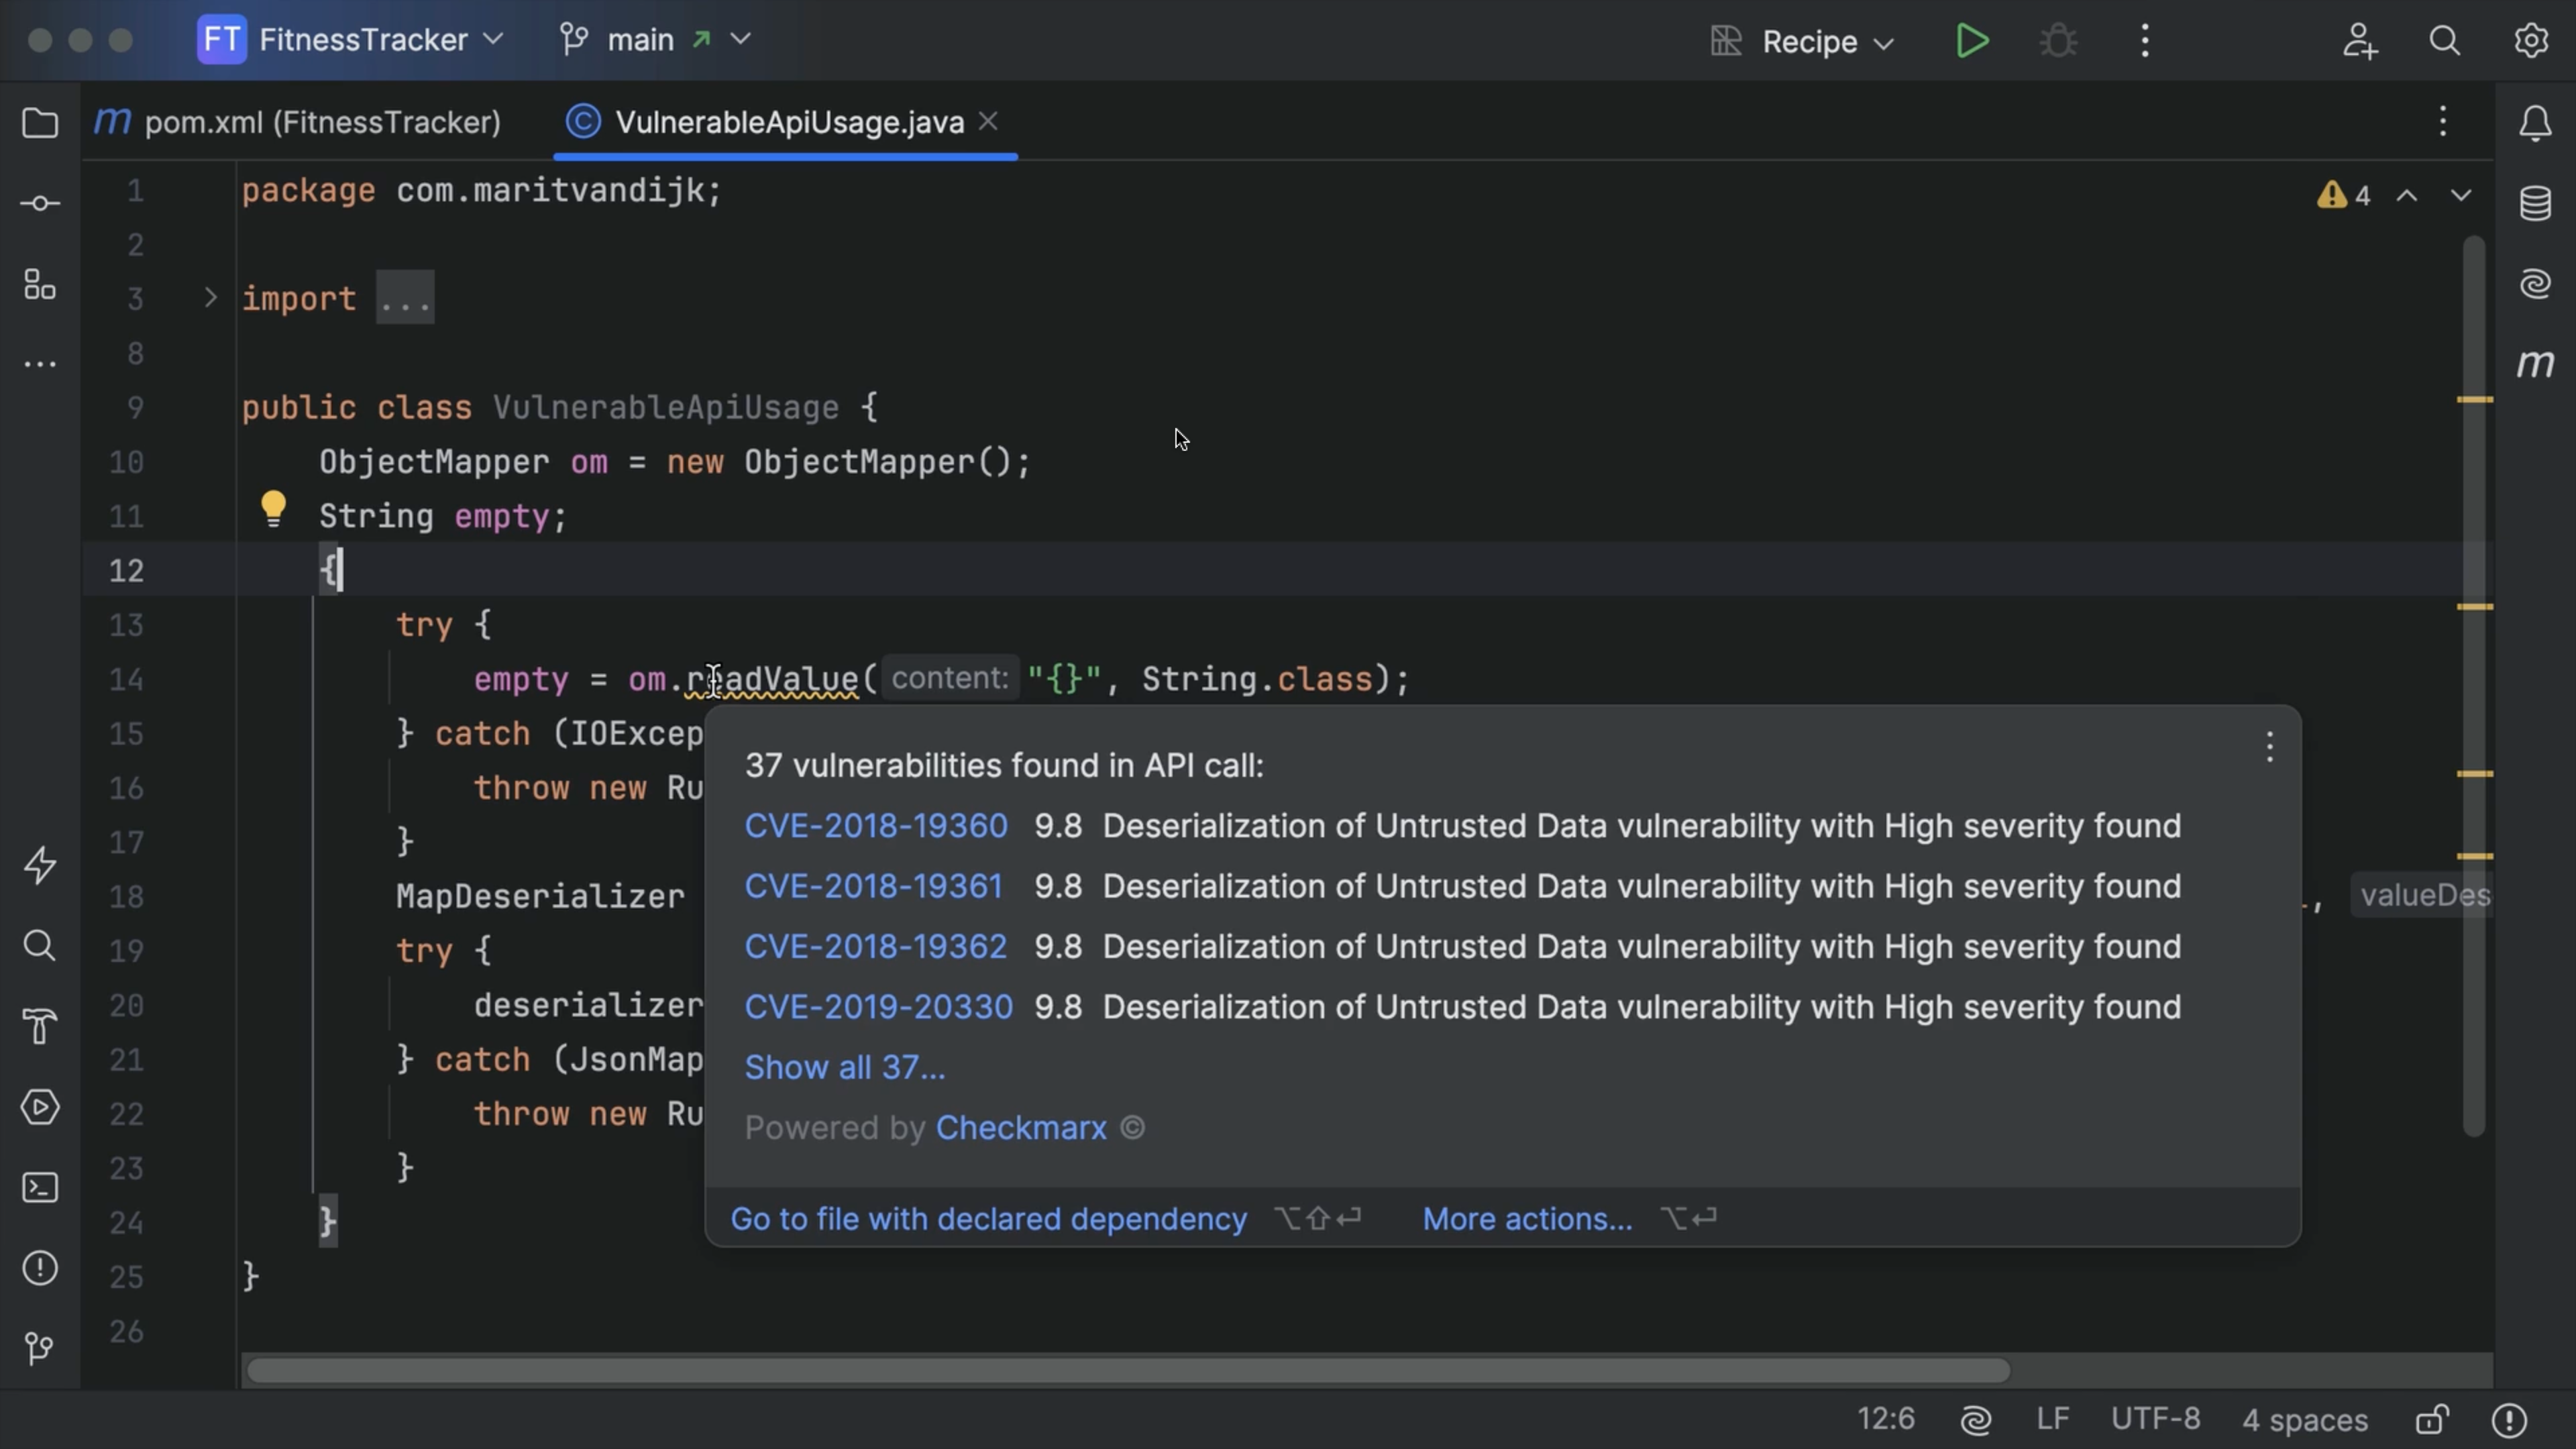 FT FitnessTracker main Recipe
m pom.xml (FitnessTracker) C VulnerableApiUsage.java
1 package com.maritvandijk; 4
2
3 import ...
8
9 public class VulnerableApiUsage {
10 ObjectMapper om = new ObjectMapper();
11 String empty;
12 {
13 try {
14 empty = om.readValue( content: "{}", String.class);
15 } catch (IOExcep
16 throw new Ru
17 }
18 MapDeserializer , valueDes
19 try {
20 deserializer
21 } catch (JsonMap
22 throw new Ru
23 }
24 }
25 }
26
37 vulnerabilities found in API call:
CVE-2018-19360 9.8 Deserialization of Untrusted Data vulnerability with High severity found
CVE-2018-19361 9.8 Deserialization of Untrusted Data vulnerability with High severity found
CVE-2018-19362 9.8 Deserialization of Untrusted Data vulnerability with High severity found
CVE-2019-20330 9.8 Deserialization of Untrusted Data vulnerability with High severity found
Show all 37...
Powered by Checkmarx ©
Go to file with declared dependency ⌥⇧⏎ More actions... ⌥⏎
m
12:6 LF UTF-8 4 spaces